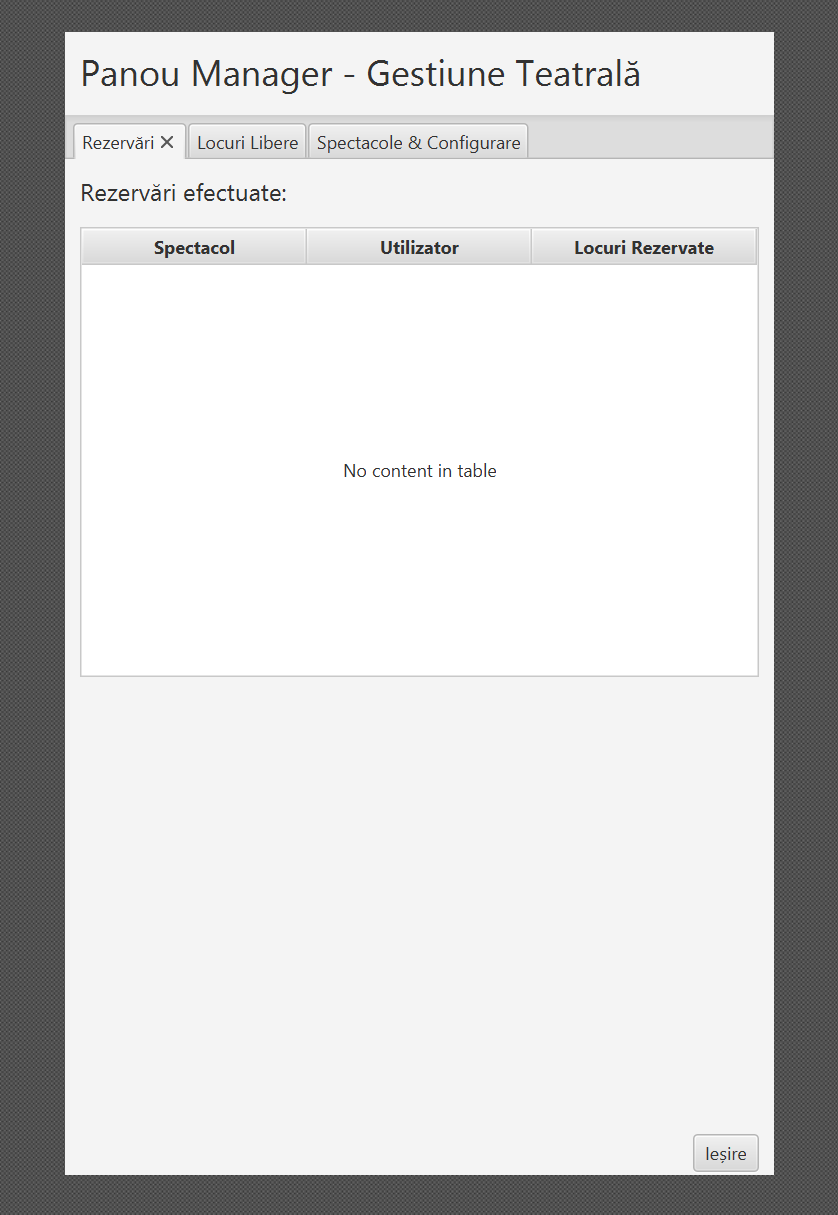 Panou Manager - Gestiune Teatrală
Rezervări Locuri Libere Spectacole & Configurare
Rezervări efectuate:
Spectacol Utilizator Locuri Rezervate
No content in table
Ieșire